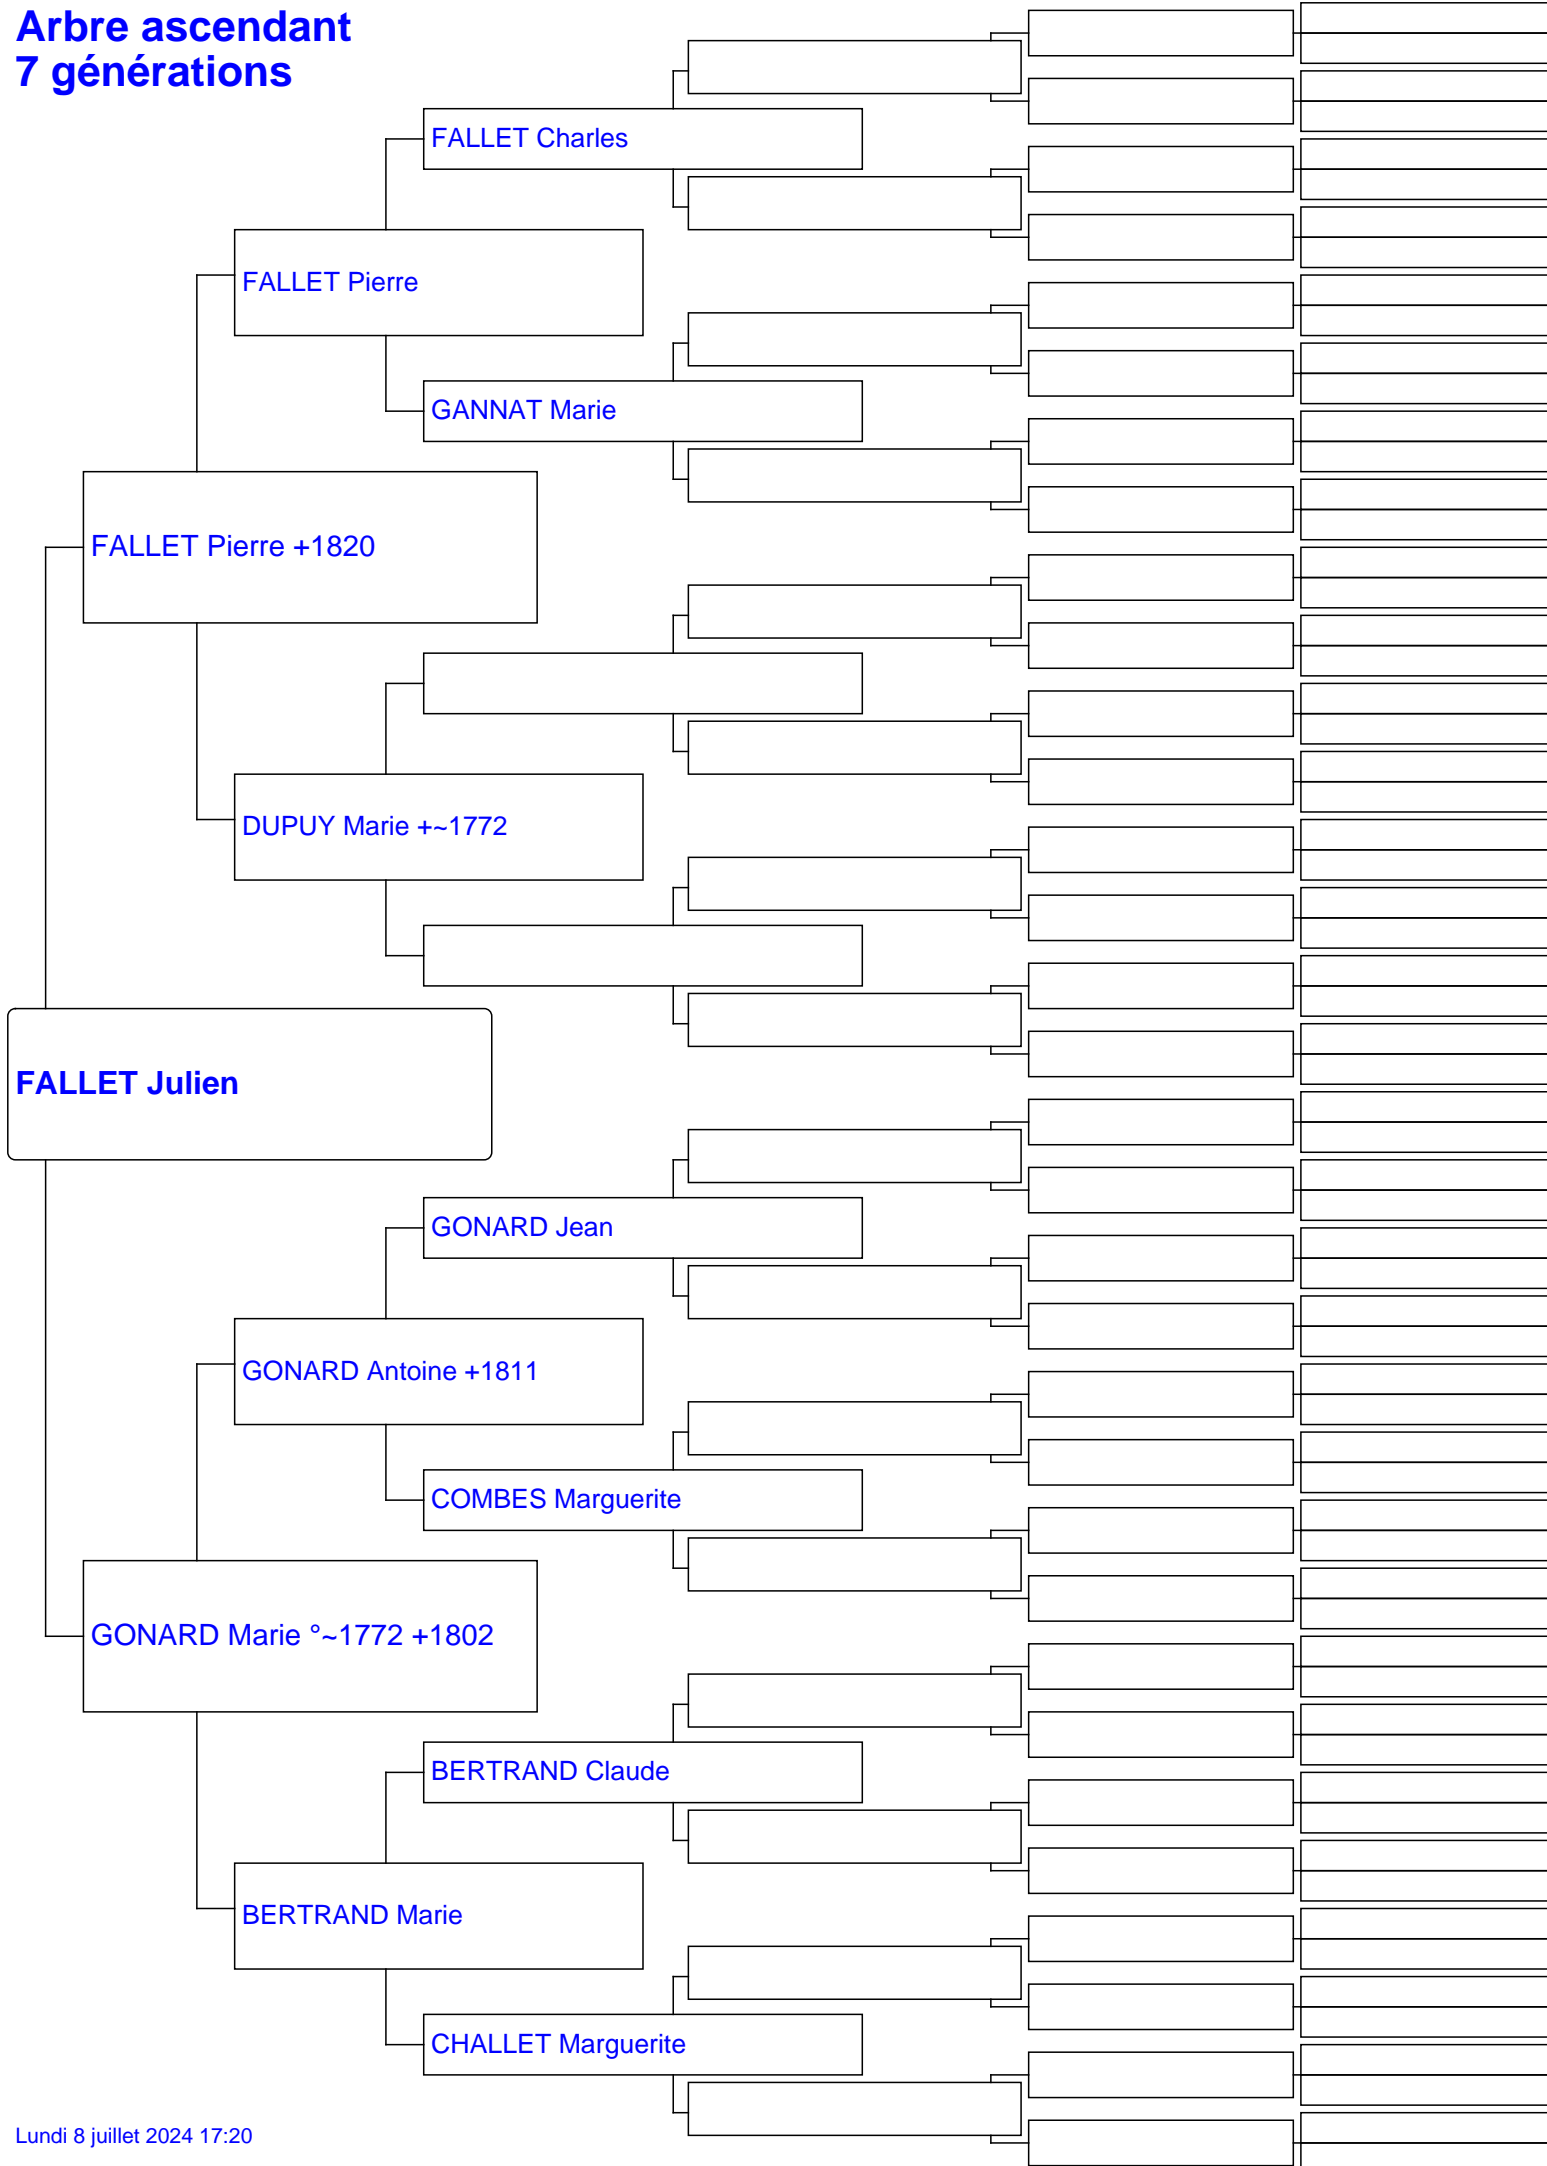 Arbre ascendant
7 générations
FALLET Charles
FALLET Pierre
GANNAT Marie
FALLET Pierre +1820
DUPUY Marie +~1772
FALLET Julien
GONARD Jean
GONARD Antoine +1811
COMBES Marguerite
GONARD Marie °~1772 +1802
BERTRAND Claude
BERTRAND Marie
CHALLET Marguerite
Lundi 8 juillet 2024 17:20